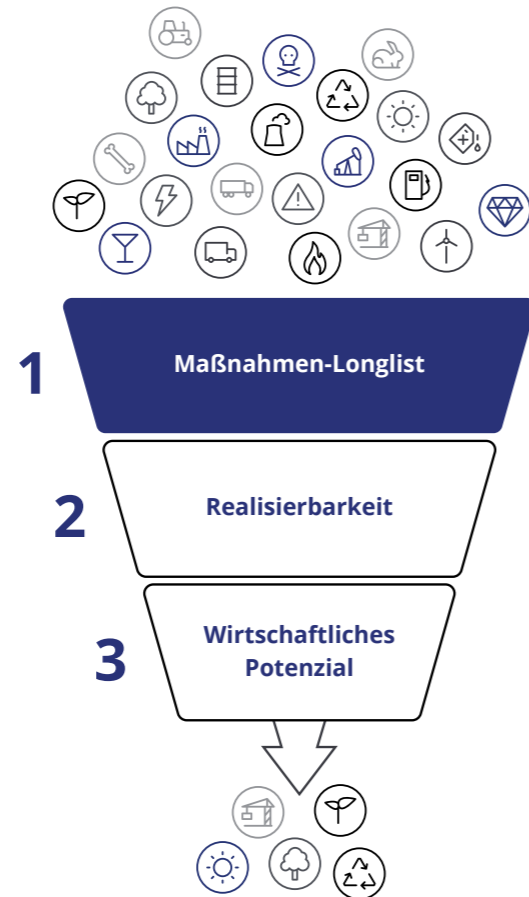 1
Maßnahmen-Longlist
2
Realisierbarkeit
3
Wirtschaftliches
Potenzial